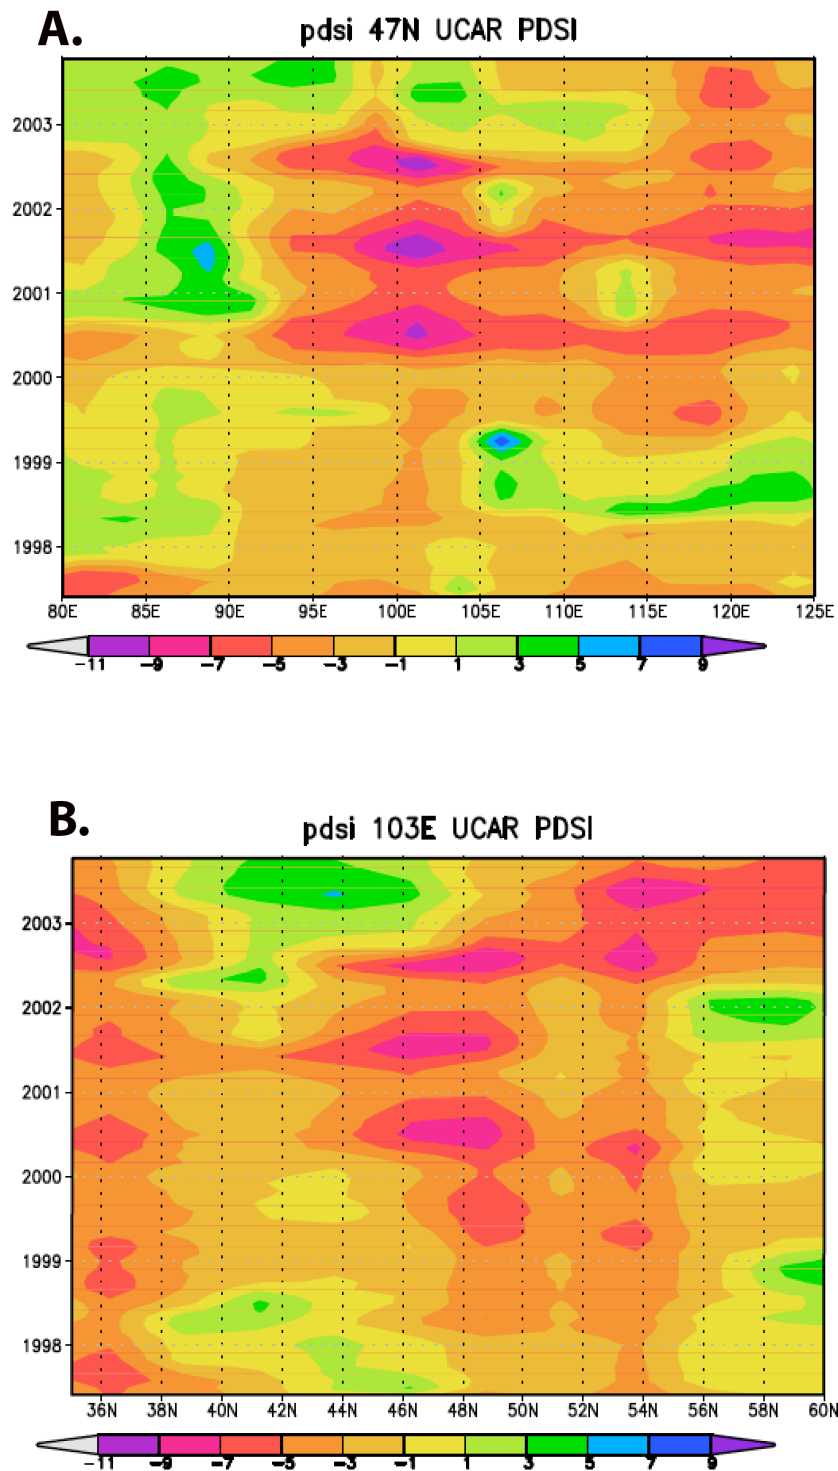 A.
pdsi 47N UCAR PDSI
2003
2002
2001
2000
1999
1998
80E 85E 90E 95E 100E 105E 110E 115E 120E 125E
-11 -9 -7 -5 -3 -1 1 3 5 7 9
B.
pdsi 103E UCAR PDSI
2003
2002
2001
2000
1999
1998
36N 38N 40N 42N 44N 46N 48N 50N 52N 54N 56N 58N 60N
-11 -9 -7 -5 -3 -1 1 3 5 7 9